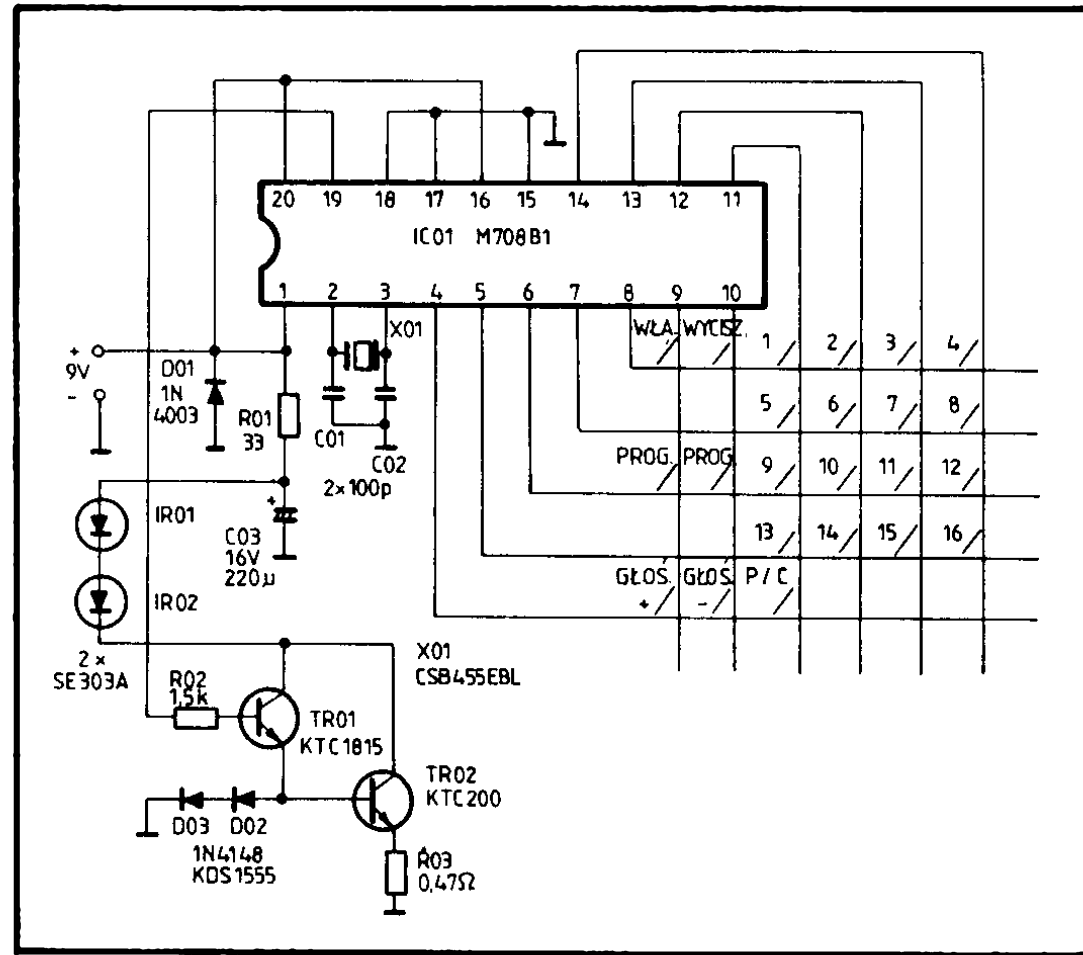 20 19 18 17 16 15 14 13 12 11
IC01 M708B1
1 2 3 4 5 6 7 8 9 10
X01
WŁĄ. WYCISZ. 1 2 3 4
+
9V
-
D01
1N
4003
R01
33
C01
C02
2×100p
5 6 7 8
PROG. PROG 9 10 11 12
13 14 15 16
GŁOŚ. GŁOŚ. P/C
+ -
IR01
+
C03
16V
220µ
IR02
2×
SE303A
X01
CSB455EBL
R02
1,5k
TR01
KTC1815
TR02
KTC200
D03 D02
1N4148
KDS1555
R03
0,47Ω